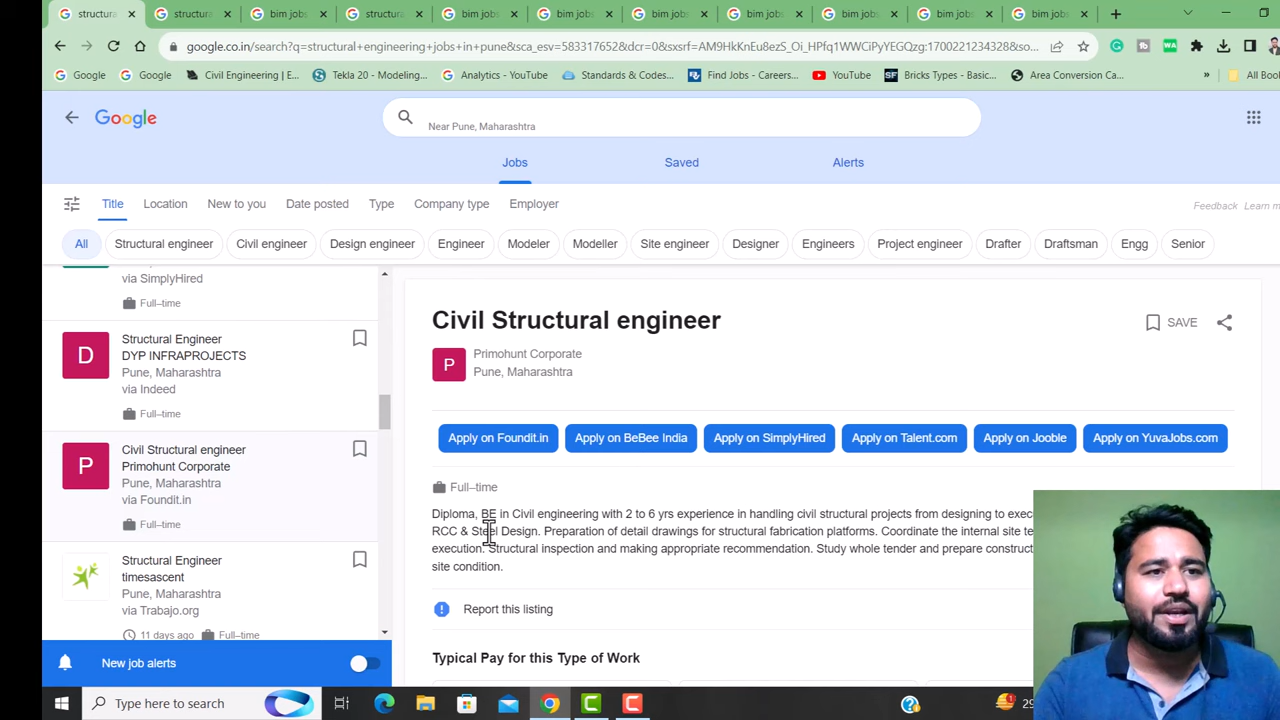 structura
structura
bim jobs
structura
bim jobs
bim jobs
bim jobs
bim jobs
bim jobs
bim jobs
bim jobs
google.co.in/search?q=structural+engineering+jobs+in+pune&sca_esv=583317652&dcr=0&sxsrf=AM9HkKnEu8ezS_Oi_HPfq1WWCiPyYEGQzg:1700221234328&so...
Google
Google
Civil Engineering | E...
Tekla 20 - Modeling...
Analytics - YouTube
Standards & Codes...
Find Jobs - Careers...
YouTube
Bricks Types - Basic...
Area Conversion Ca...
»
All Boo
Google
Near Pune, Maharashtra
Jobs
Saved
Alerts
Title
Location
New to you
Date posted
Type
Company type
Employer
Feedback
Learn m
All
Structural engineer
Civil engineer
Design engineer
Engineer
Modeler
Modeller
Site engineer
Designer
Engineers
Project engineer
Drafter
Draftsman
Engg
Senior
via SimplyHired
Full–time
D
Structural Engineer
DYP INFRAPROJECTS
Pune, Maharashtra
via Indeed
Full–time
P
Civil Structural engineer
Primohunt Corporate
Pune, Maharashtra
via Foundit.in
Full–time
Structural Engineer
timesascent
Pune, Maharashtra
via Trabajo.org
11 days ago
Full–time
New job alerts
Civil Structural engineer
SAVE
P
Primohunt Corporate
Pune, Maharashtra
Apply on Foundit.in
Apply on BeBee India
Apply on SimplyHired
Apply on Talent.com
Apply on Jooble
Apply on YuvaJobs.com
Full–time
Diploma, BE in Civil engineering with 2 to 6 yrs experience in handling civil structural projects from designing to exec
RCC & Steel Design. Preparation of detail drawings for structural fabrication platforms. Coordinate the internal site te
execution. Structural inspection and making appropriate recommendation. Study whole tender and prepare construct
site condition.
Report this listing
Typical Pay for this Type of Work
Type here to search
29